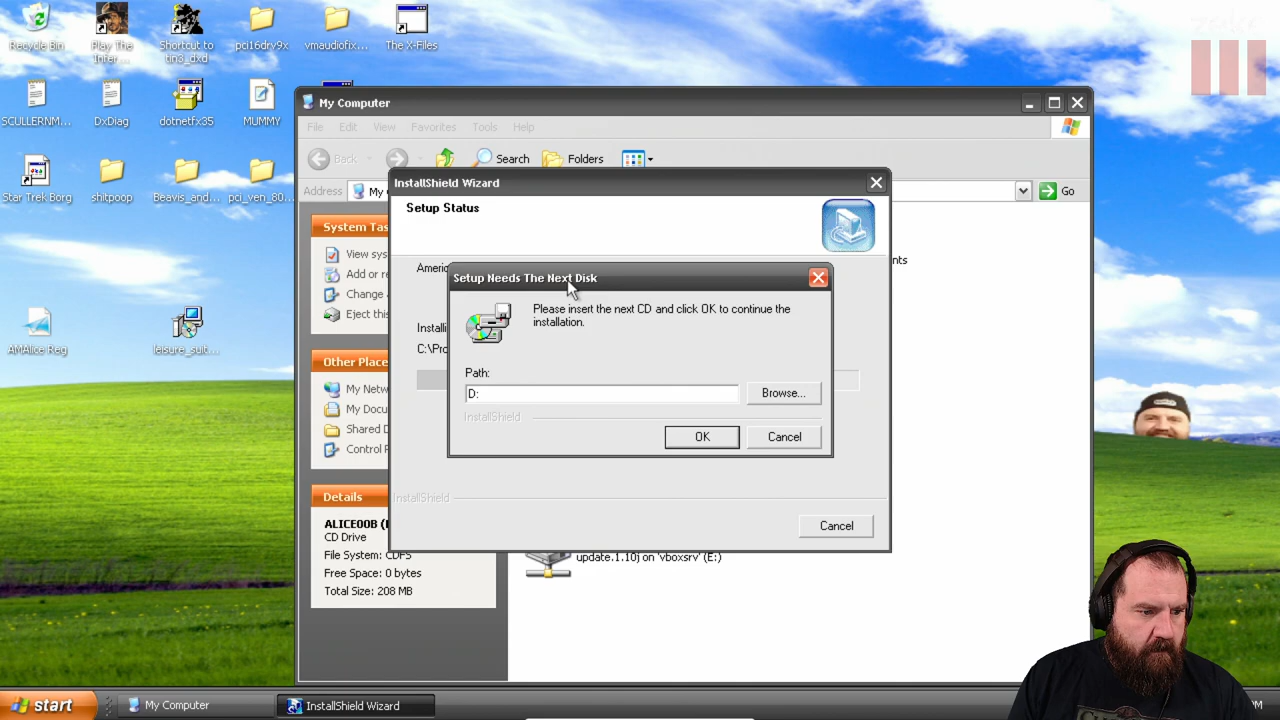 Recycle Bin
Play The
Infer...
Shortcut to
tin3_dxd
pci16drv9x
vmaudiofix...
The X-Files
SCULLERNM...
DxDiag
dotnetfx35
MUMMY
Star Trek Borg
shitpoop
Beavis_and...
pci_ven_80...
AMAlice Reg
leisure_suit...
My Computer
File Edit View Favorites Tools Help
Back
Search
Folders
Address
My
Go
System Tas
View sys
Add or re
Change
Eject this
Other Place
My Netw
My Docu
Shared D
Control P
Details
ALICE00B (
CD Drive
File System: CDFS
Free Space: 0 bytes
Total Size: 208 MB
nts
update.1.10j on 'vboxsrv' (E:)
InstallShield Wizard
Setup Status
Americ
Installi
C:\Pro
InstallShield
Cancel
Setup Needs The Next Disk
Please insert the next CD and click OK to continue the
installation.
Path:
D:
Browse...
InstallShield
OK
Cancel
start
My Computer
InstallShield Wizard